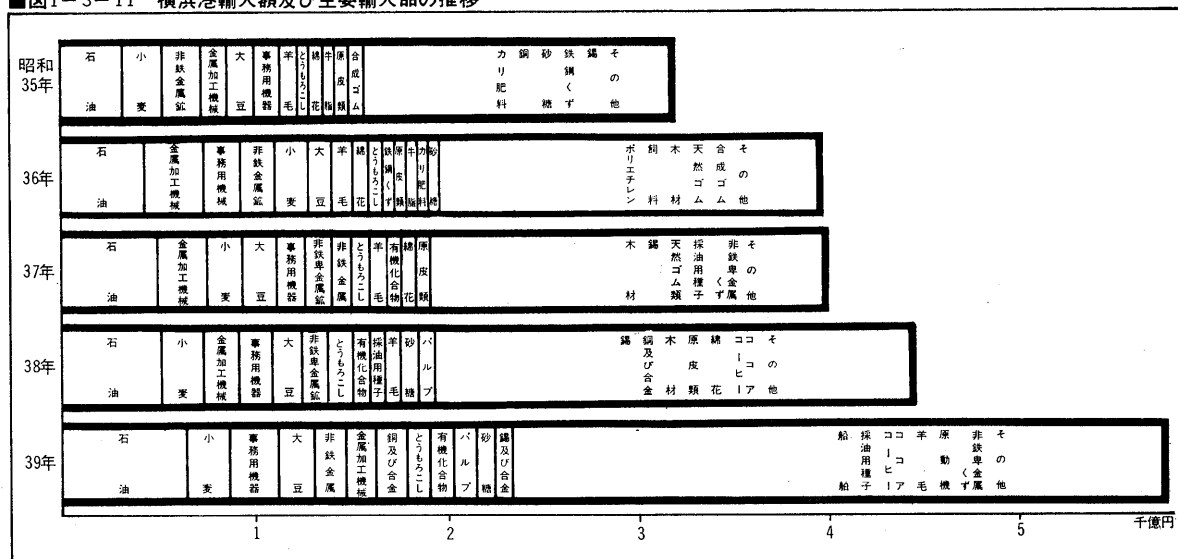 ■図1-3-11 横浜港輸入額及び主要輸入品の推移
昭和35年 石油 小麦 非鉄金属鉱 金属加工機械 大豆 事務用機器 羊毛 とうもろこし 綿花 牛脂 原皮類 合成ゴム カリ肥料 銅 砂糖 鉄鋼くず 錫 その他
36年 石油 金属加工機械 事務用機械 非鉄金属鉱 小麦 大豆 羊毛 綿花 とうもろこし 鉄鋼くず 原皮類 牛脂 カリ肥料 砂糖 ポリエチレン 飼料 木材 天然ゴム 合成ゴム その他
37年 石油 金属加工機械 小麦 大豆 事務用機器 非鉄卑金属鉱 非鉄金属 とうもろこし 羊毛 有機化合物 綿花 原皮類 木材 錫 天然ゴム類 採油用種子 非鉄卑金属くず その他
38年 石油 小麦 金属加工機械 事務用機器 大豆 非鉄卑金属鉱 とうもろこし 有機化合物 採油用種子 羊毛 砂糖 パルプ 錫 銅及び合金 木材 原皮類 綿花 コーヒー ココア その他
39年 石油 小麦 事務用機器 大豆 非鉄金属 金属加工機械 銅及び合金 とうもろこし 有機化合物 パルプ 砂糖 錫及び合金 船舶 採油用種子 コーヒー ココア 羊毛 原動機 非鉄卑金属くず その他
1 2 3 4 5 千億円